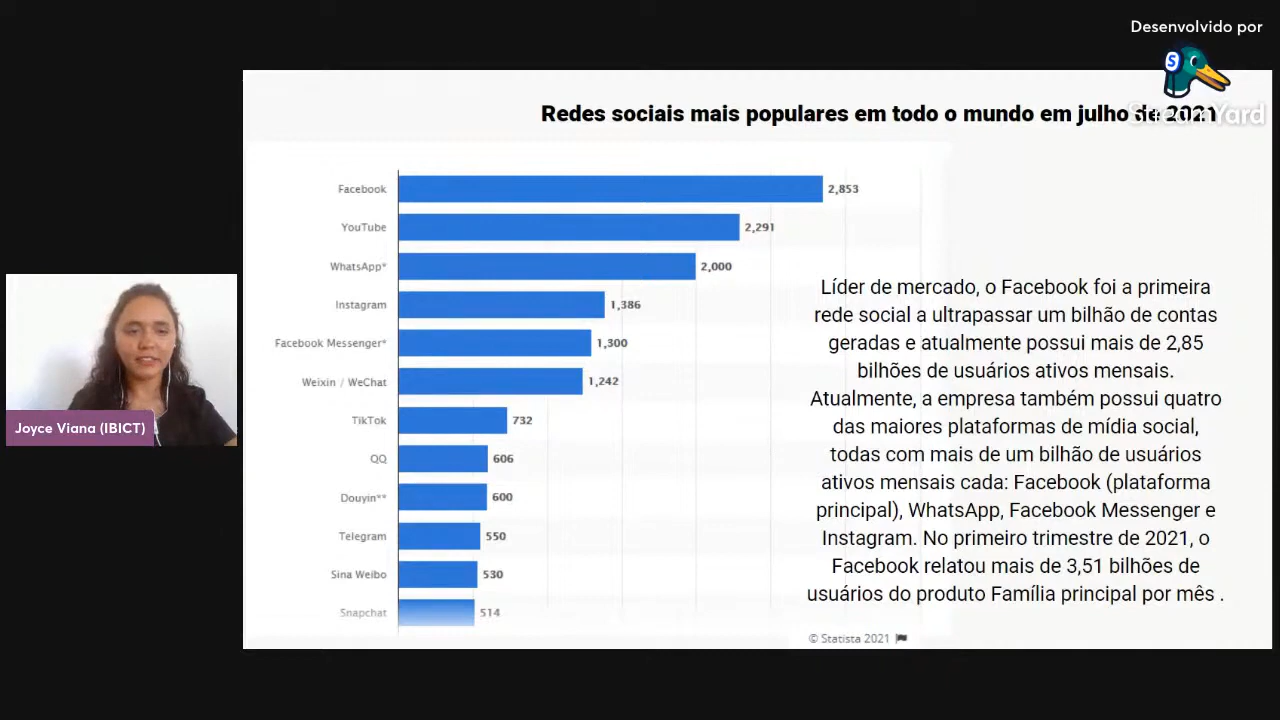 Desenvolvido por
StreamYard
Redes sociais mais populares em todo o mundo em julho de 2021
Facebook 2,853
YouTube 2,291
WhatsApp* 2,000
Instagram 1,386
Facebook Messenger* 1,300
Weixin / WeChat 1,242
TikTok 732
QQ 606
Douyin** 600
Telegram 550
Sina Weibo 530
Snapchat 514
© Statista 2021
Líder de mercado, o Facebook foi a primeira
rede social a ultrapassar um bilhão de contas
geradas e atualmente possui mais de 2,85
bilhões de usuários ativos mensais.
Atualmente, a empresa também possui quatro
das maiores plataformas de mídia social,
todas com mais de um bilhão de usuários
ativos mensais cada: Facebook (plataforma
principal), WhatsApp, Facebook Messenger e
Instagram. No primeiro trimestre de 2021, o
Facebook relatou mais de 3,51 bilhões de
usuários do produto Família principal por mês .
Joyce Viana (IBICT)